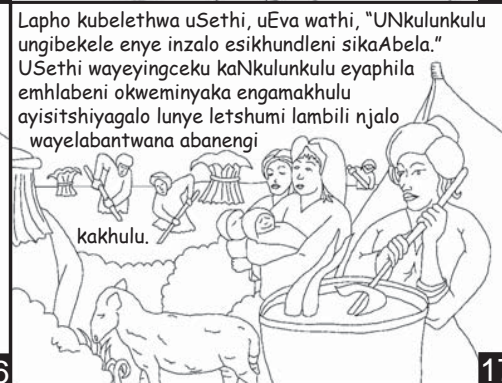 Lapho kubelethwa uSethi, uEva wathi, “UNkulunkulu
ungibekele enye inzalo esikhundleni sikaAbela.”
USethi wayeyingceku kaNkulunkulu eyaphila
emhlabeni okweminyaka engamakhulu
ayisitshiyagalo lunye letshumi lambili njalo
wayelabantwana abanengi
kakhulu.
6
17